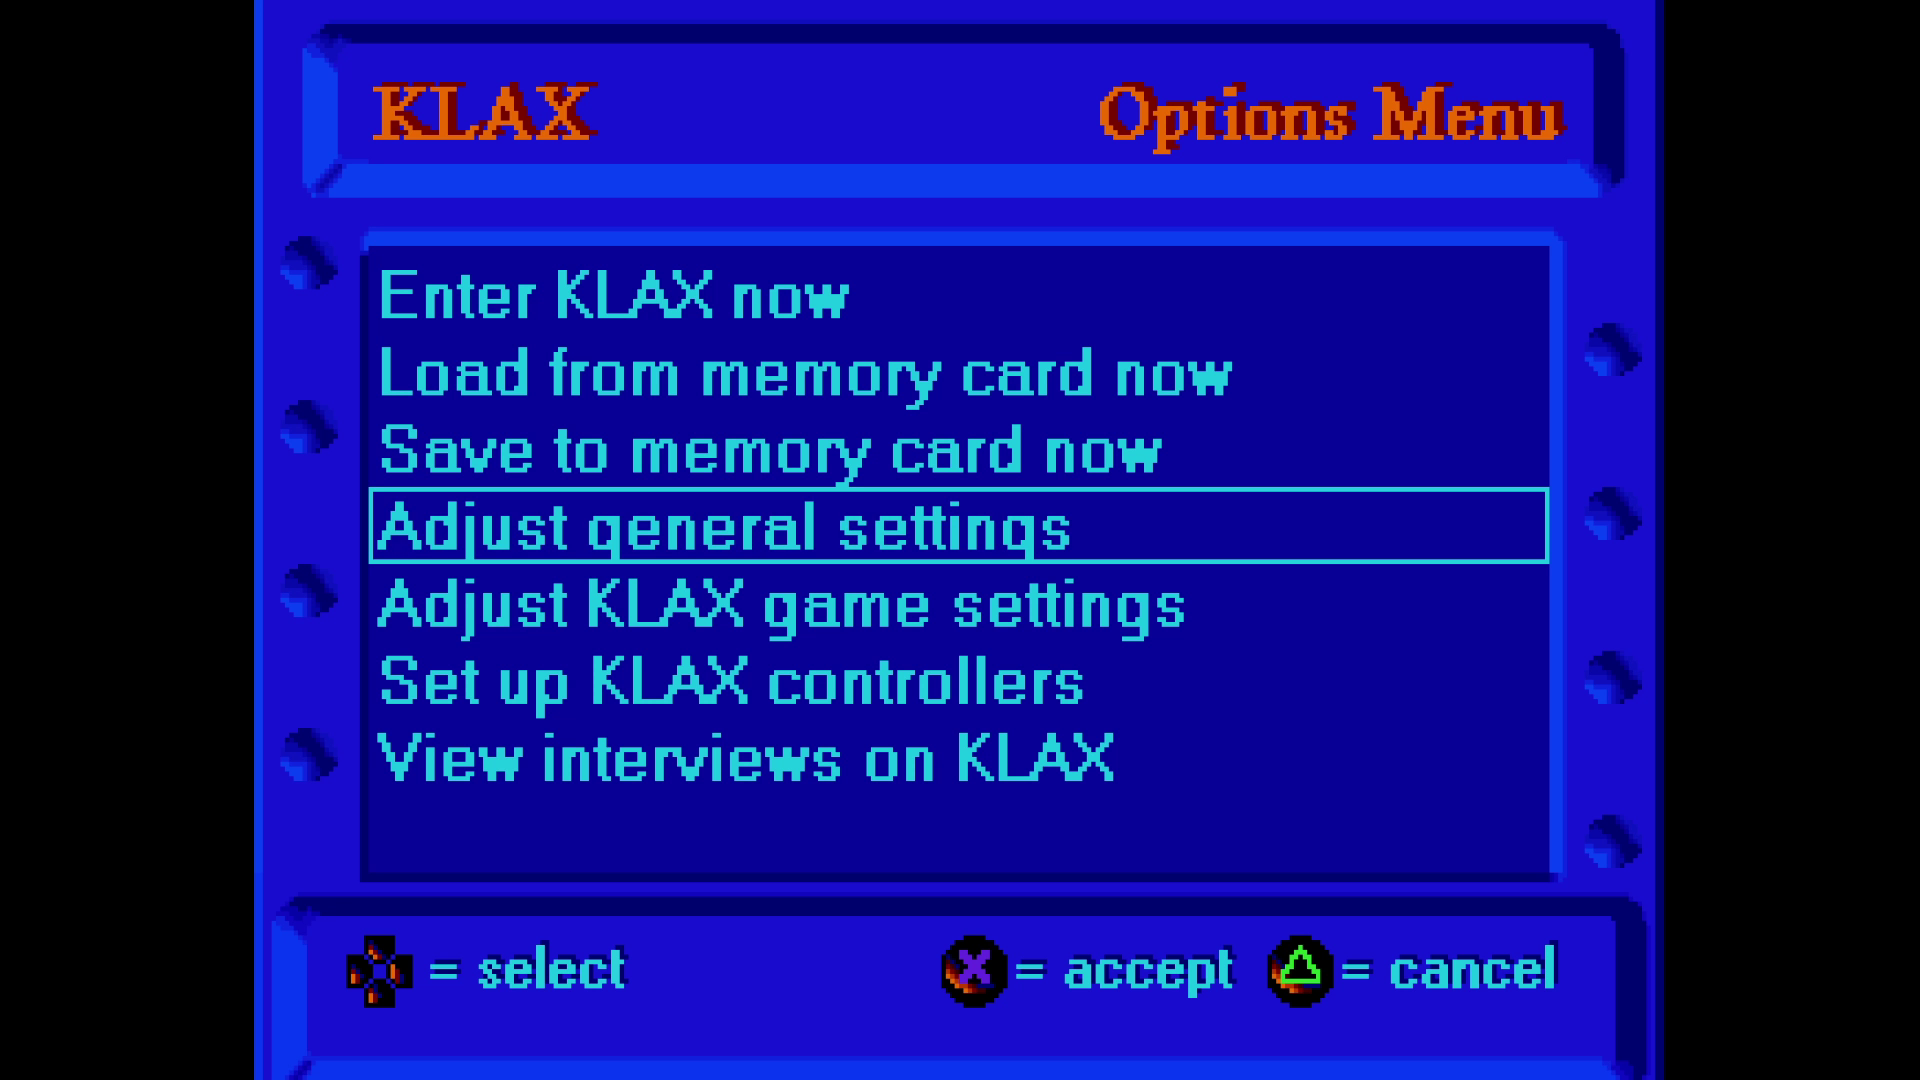 KLAX Options Menu
Enter KLAX now
Load from memory card now
Save to memory card now
Adjust general settings
Adjust KLAX game settings
Set up KLAX controllers
View interviews on KLAX
= select = accept = cancel